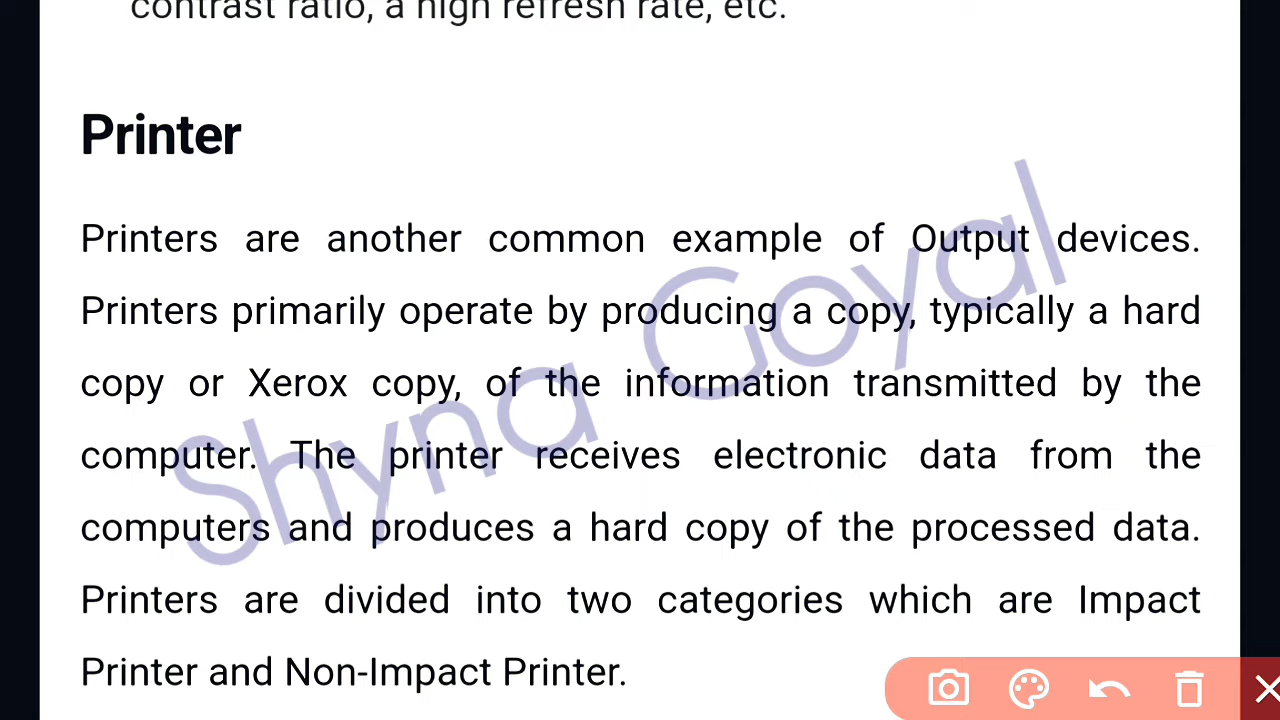 contrast ratio, a high refresh rate, etc.
Printer
Printers are another common example of Output devices.
Printers primarily operate by producing a copy, typically a hard
copy or Xerox copy, of the information transmitted by the
computer. The printer receives electronic data from the
computers and produces a hard copy of the processed data.
Printers are divided into two categories which are Impact
Printer and Non-Impact Printer.
Shyna Goyal